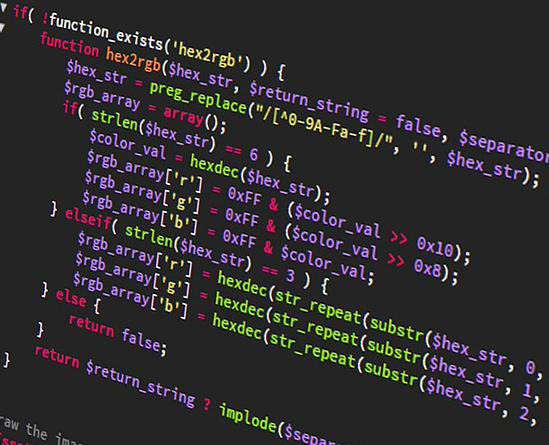 if( !function_exists('hex2rgb') ) {
function hex2rgb($hex_str, $return_string = false, $separator
$hex_str = preg_replace("/[^0-9A-Fa-f]/", '', $hex_str);
$rgb_array = array();
if( strlen($hex_str) == 6 ) {
$color_val = hexdec($hex_str);
$rgb_array['r'] = 0xFF & ($color_val >> 0x10);
$rgb_array['g'] = 0xFF & ($color_val >> 0x8);
$rgb_array['b'] = 0xFF & $color_val;
} elseif( strlen($hex_str) == 3 ) {
$rgb_array['r'] = hexdec(str_repeat(substr($hex_str, 0,
$rgb_array['g'] = hexdec(str_repeat(substr($hex_str, 1,
$rgb_array['b'] = hexdec(str_repeat(substr($hex_str, 2,
} else {
return false;
}
return $return_string ? implode($separ
}
raw the ima